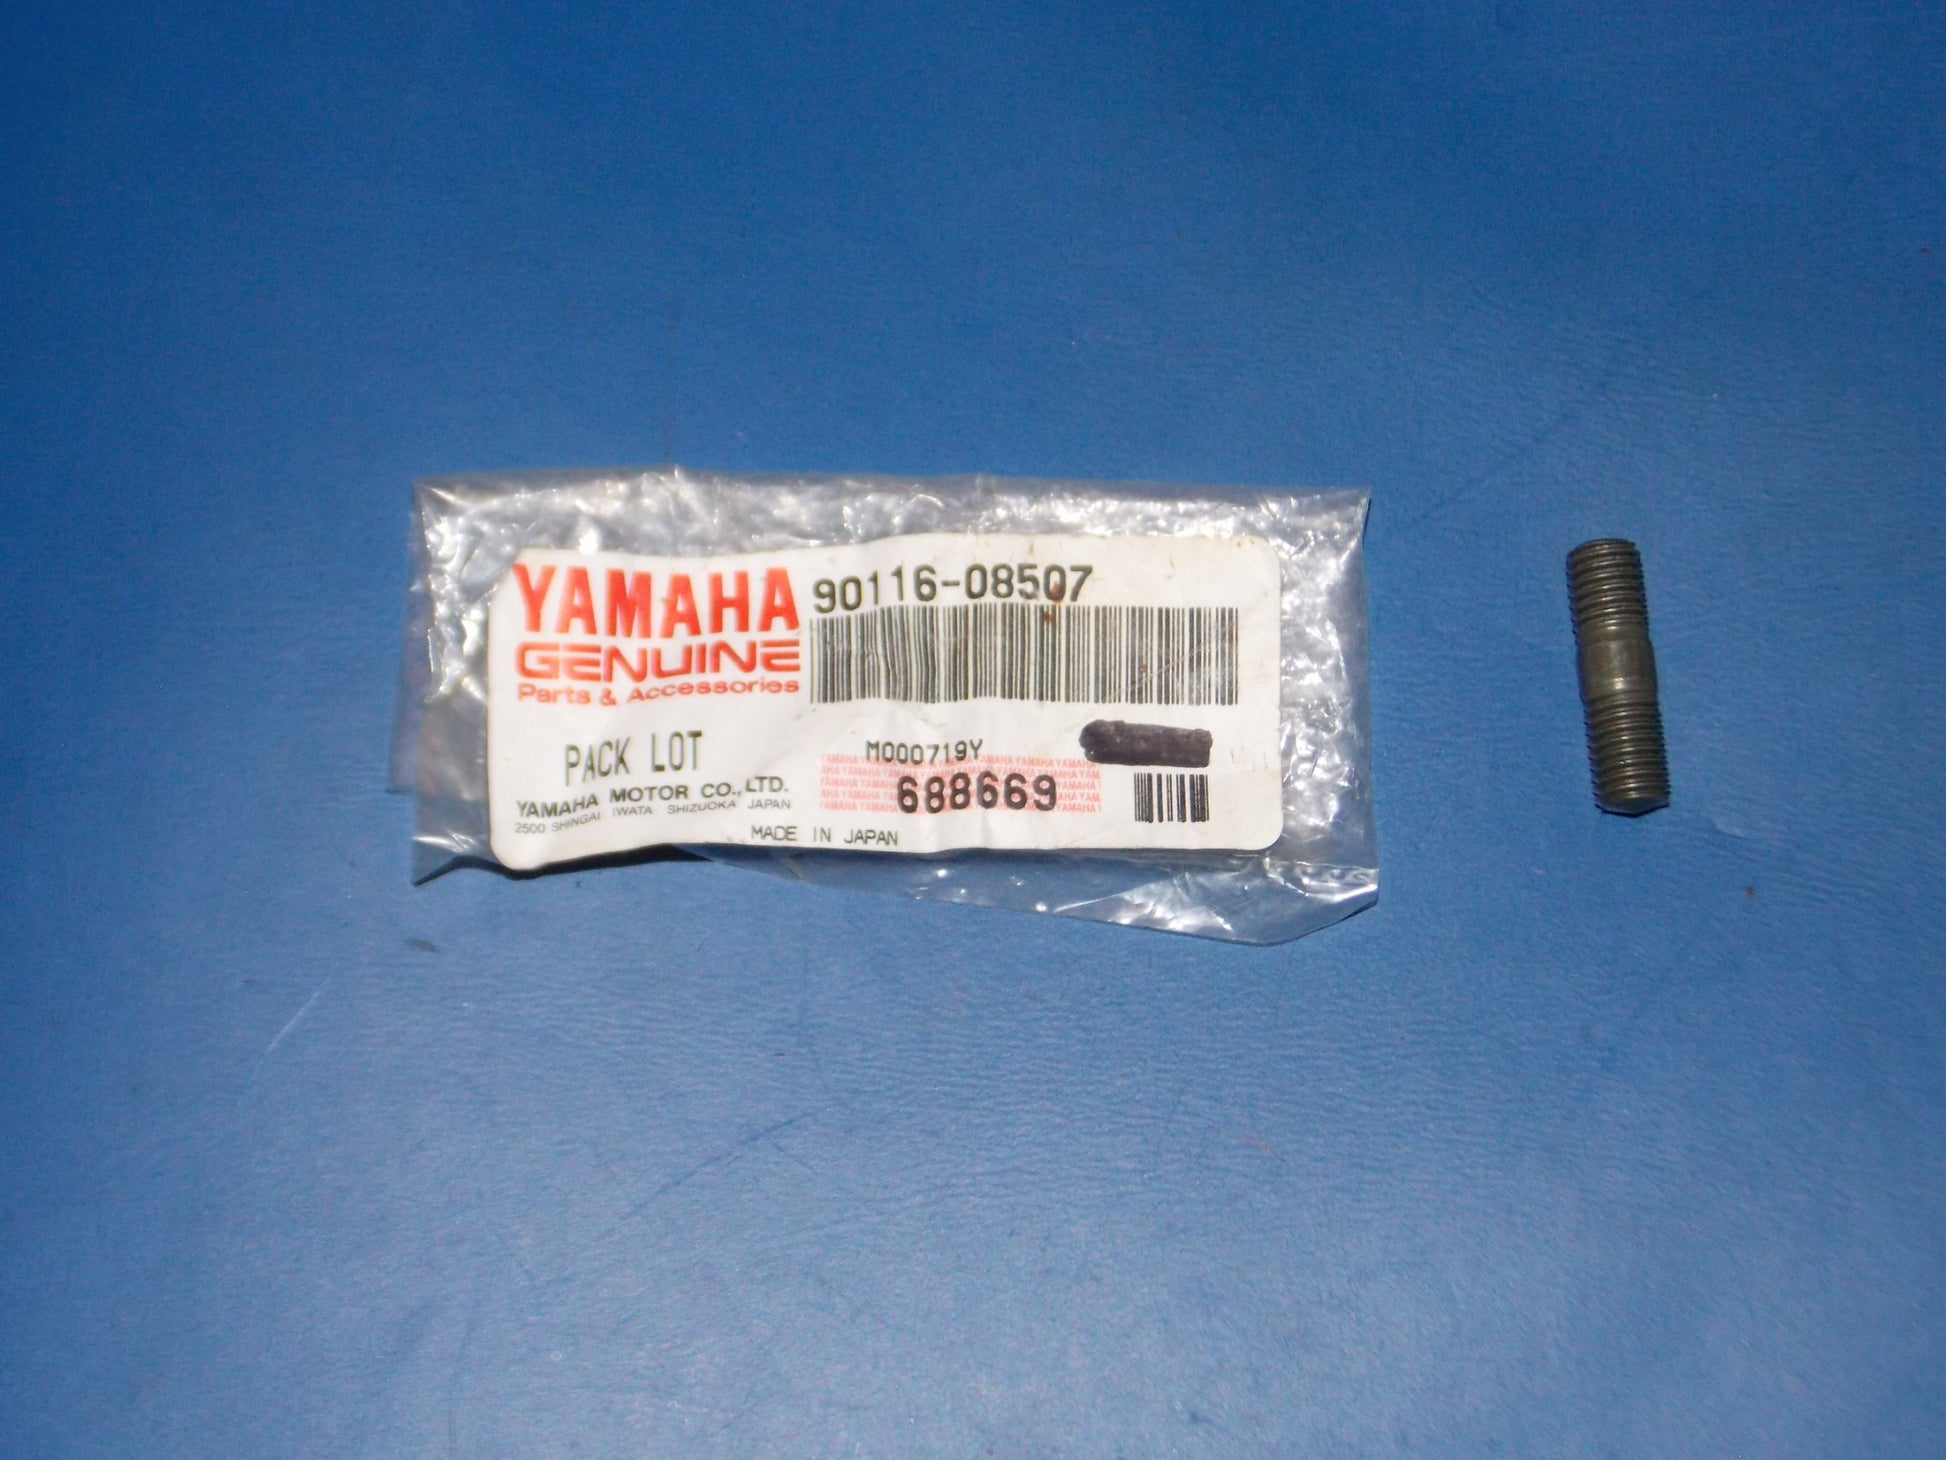 YAMAHA
GENUINE
Parts & Accessories
90116-08507
PACK LOT
M000719Y
688669
YAMAHA MOTOR CO.,LTD.
2500 SHINGAI IWATA SHIZUOKA JAPAN
MADE IN JAPAN